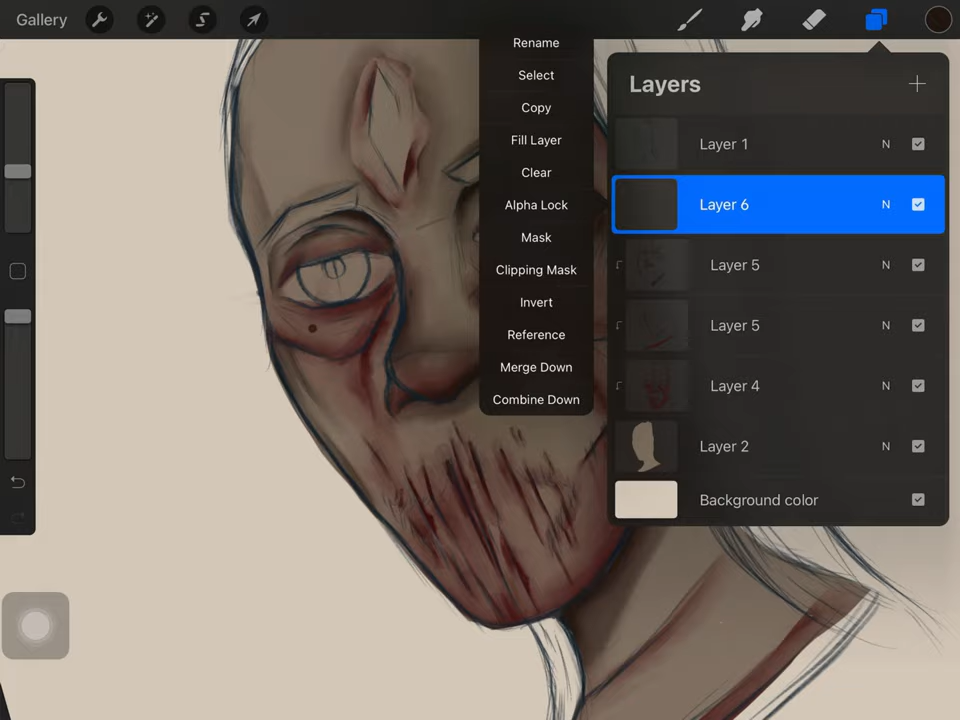 Gallery
Rename
Select
Copy
Fill Layer
Clear
Alpha Lock
Mask
Clipping Mask
Invert
Reference
Merge Down
Combine Down
Layers
Layer 1 N
Layer 6 N
Layer 5 N
Layer 5 N
Layer 4 N
Layer 2 N
Background color